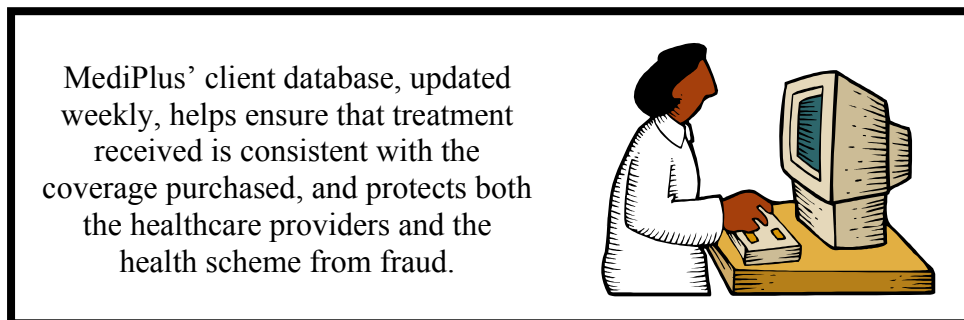 MediPlus’ client database, updated
weekly, helps ensure that treatment
received is consistent with the
coverage purchased, and protects both
the healthcare providers and the
health scheme from fraud.